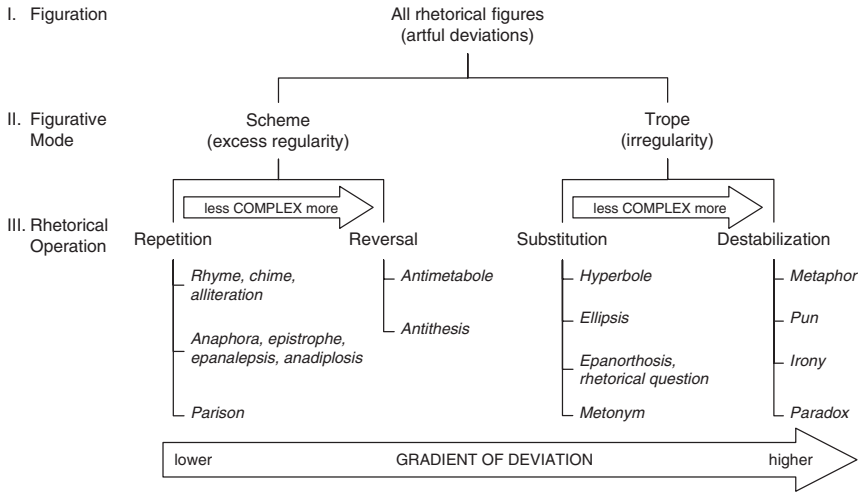 I. Figuration
All rhetorical figures
(artful deviations)
II. Figurative
Mode
Scheme
(excess regularity)
Trope
(irregularity)
less COMPLEX more
less COMPLEX more
III. Rhetorical
Operation
Repetition
Reversal
Substitution
Destabilization
Rhyme, chime,
alliteration
Anaphora, epistrophe,
epanalepsis, anadiplosis
Parison
Antimetabole
Antithesis
Hyperbole
Ellipsis
Epanorthosis,
rhetorical question
Metonym
Metaphor
Pun
Irony
Paradox
lower GRADIENT OF DEVIATION higher